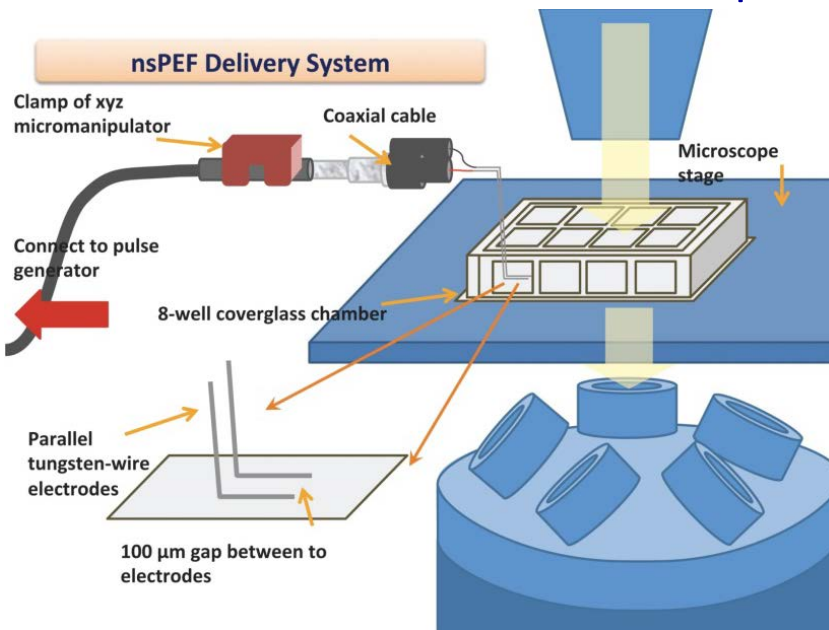 nsPEF Delivery System
Clamp of xyz
micromanipulator
Coaxial cable
Microscope
stage
Connect to pulse
generator
8-well coverglass chamber
Parallel
tungsten-wire
electrodes
100 μm gap between to
electrodes